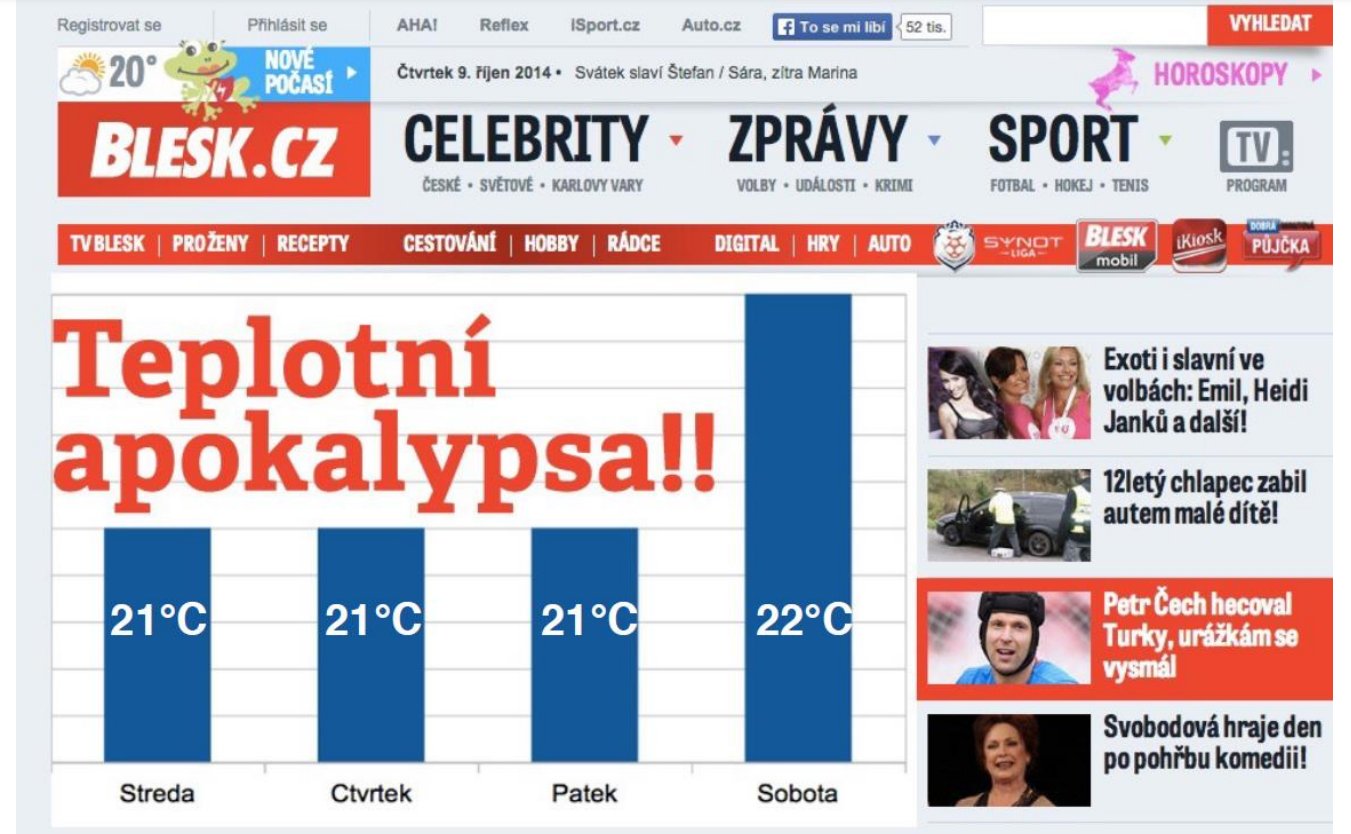 Registrovat se
Přihlásit se
AHA!
Reflex
iSport.cz
Auto.cz
To se mi líbí
52 tis.
VYHLEDAT
20°
NOVÉ
POČASÍ
Čtvrtek 9. říjen 2014 • Svátek slaví Štefan / Sára, zítra Marina
HOROSKOPY
BLESK.CZ
CELEBRITY
ČESKÉ • SVĚTOVÉ • KARLOVY VARY
ZPRÁVY
VOLBY • UDÁLOSTI • KRIMI
SPORT
FOTBAL • HOKEJ • TENIS
TV
PROGRAM
TV BLESK | PRO ŽENY | RECEPTY
CESTOVÁNÍ | HOBBY | RÁDCE
DIGITAL | HRY | AUTO
SYNOT
LIGA
BLESK
mobil
iKiosk
DOBRÁ
PŮJČKA
Teplotní
apokalypsa!!
21°C
21°C
21°C
22°C
Streda
Ctvrtek
Patek
Sobota
Exoti i slavní ve
volbách: Emil, Heidi
Janků a další!
12letý chlapec zabil
autem malé dítě!
Petr Čech hecoval
Turky, urážkám se
vysmál
Svobodová hraje den
po pohřbu komedii!